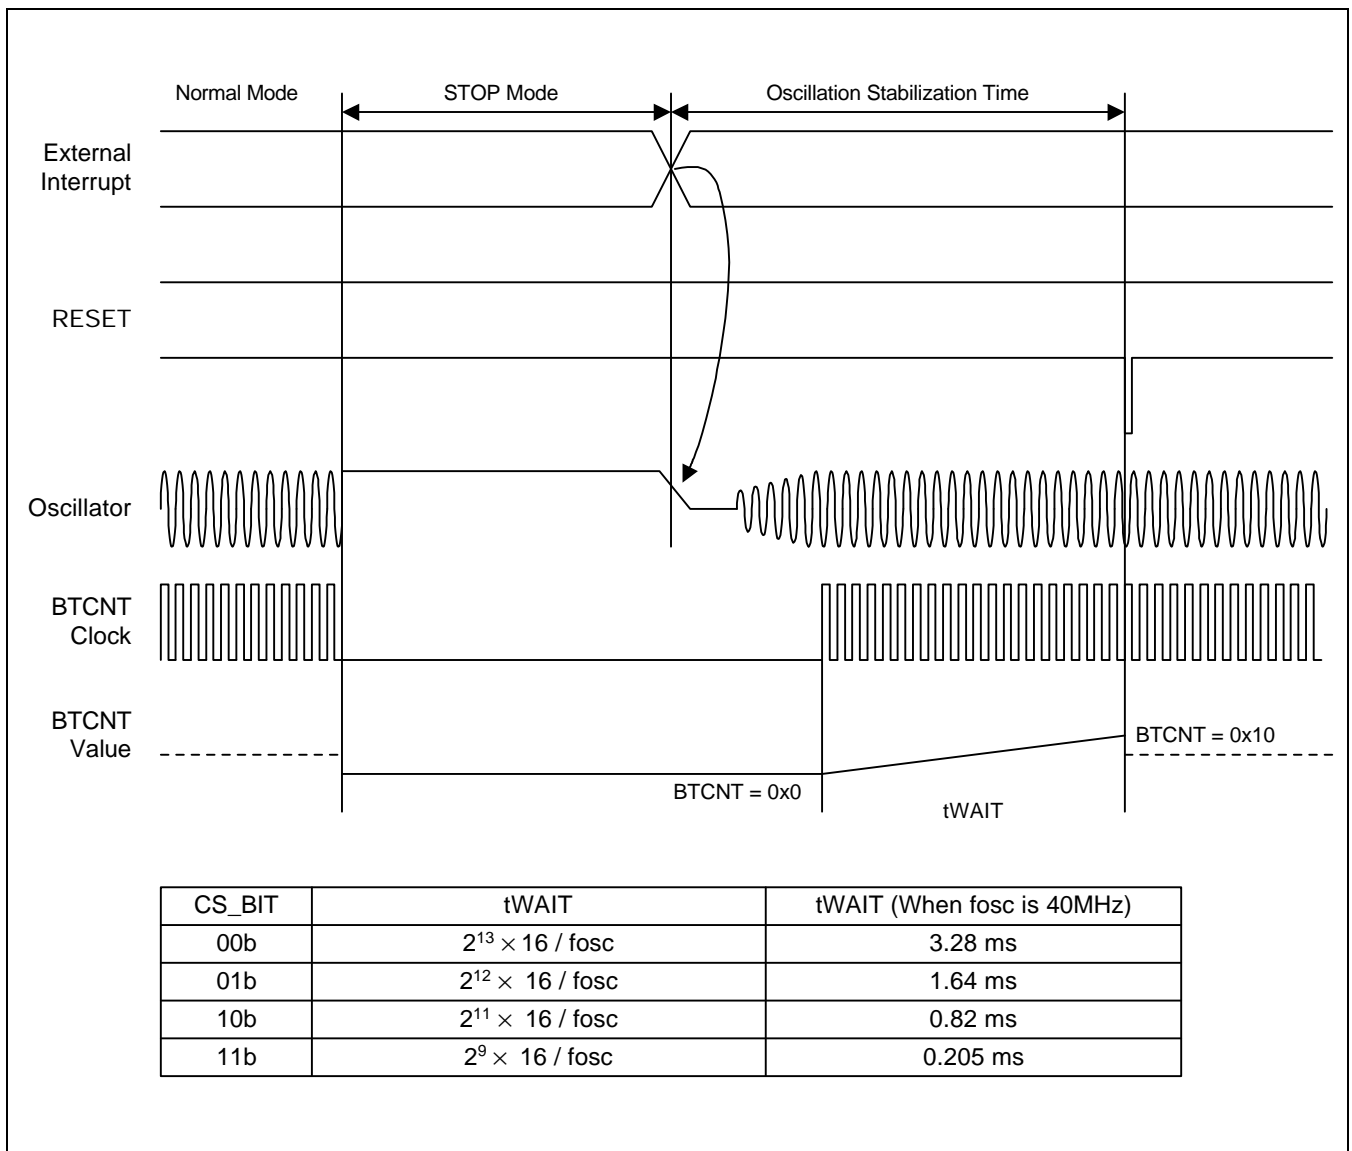 Normal Mode
STOP Mode
Oscillation Stabilization Time
External
Interrupt
RESET
Oscillator
BTCNT
Clock
BTCNT
Value
BTCNT = 0x10
BTCNT = 0x0
tWAIT
CS_BIT tWAIT tWAIT (When fosc is 40MHz)
00b 2¹³ × 16 / fosc 3.28 ms
01b 2¹² × 16 / fosc 1.64 ms
10b 2¹¹ × 16 / fosc 0.82 ms
11b 2⁹ × 16 / fosc 0.205 ms